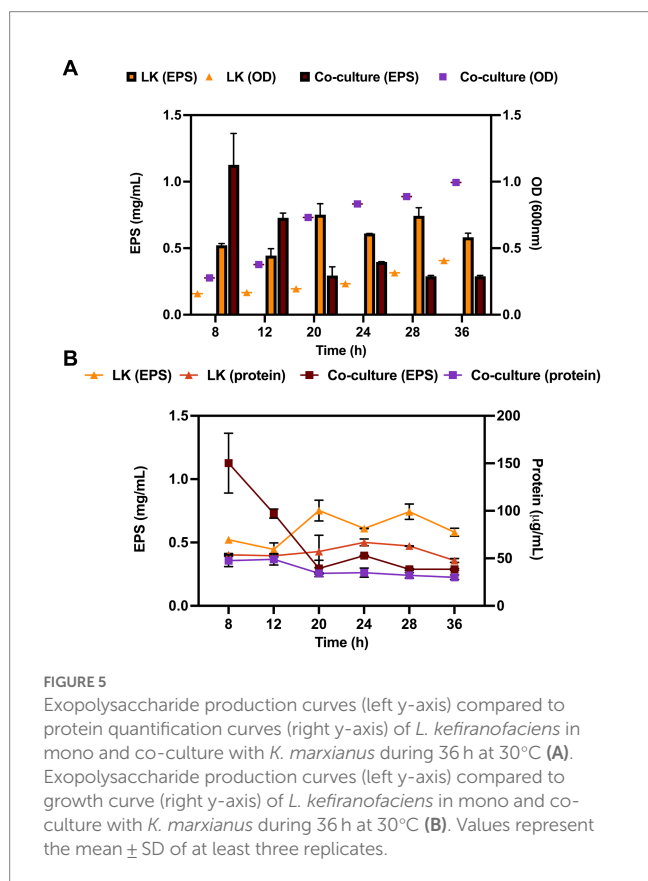 A
LK (EPS) LK (OD) Co-culture (EPS) Co-culture (OD)
1.5 1.5
1.0 1.0
0.5 0.5
0.0 0.0
EPS (mg/mL)
OD (600nm)
8 12 20 24 28 36
Time (h)
B
LK (EPS) LK (protein) Co-culture (EPS) Co-culture (protein)
1.5 200
150
1.0
100
0.5 50
0.0 0
EPS (mg/mL)
Protein (μg/mL)
8 12 20 24 28 36
Time (h)
FIGURE 5
Exopolysaccharide production curves (left y-axis) compared to
protein quantification curves (right y-axis) of L. kefiranofaciens in
mono and co-culture with K. marxianus during 36 h at 30°C (A).
Exopolysaccharide production curves (left y-axis) compared to
growth curve (right y-axis) of L. kefiranofaciens in mono and co-
culture with K. marxianus during 36 h at 30°C (B). Values represent
the mean ± SD of at least three replicates.